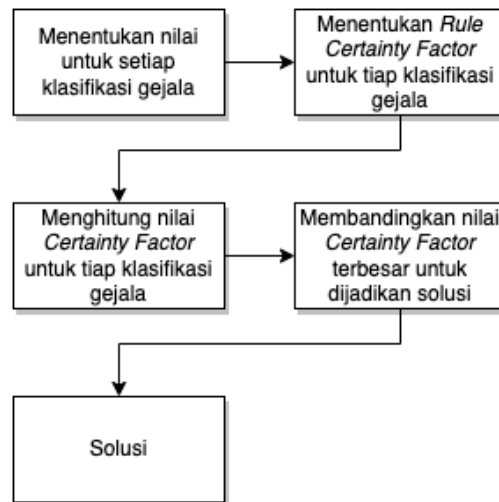 Menentukan nilai
untuk setiap
klasifikasi gejala
Menentukan Rule
Certainty Factor
untuk tiap klasifikasi
gejala
Menghitung nilai
Certainty Factor
untuk tiap klasifikasi
gejala
Membandingkan nilai
Certainty Factor
terbesar untuk
dijadikan solusi
Solusi